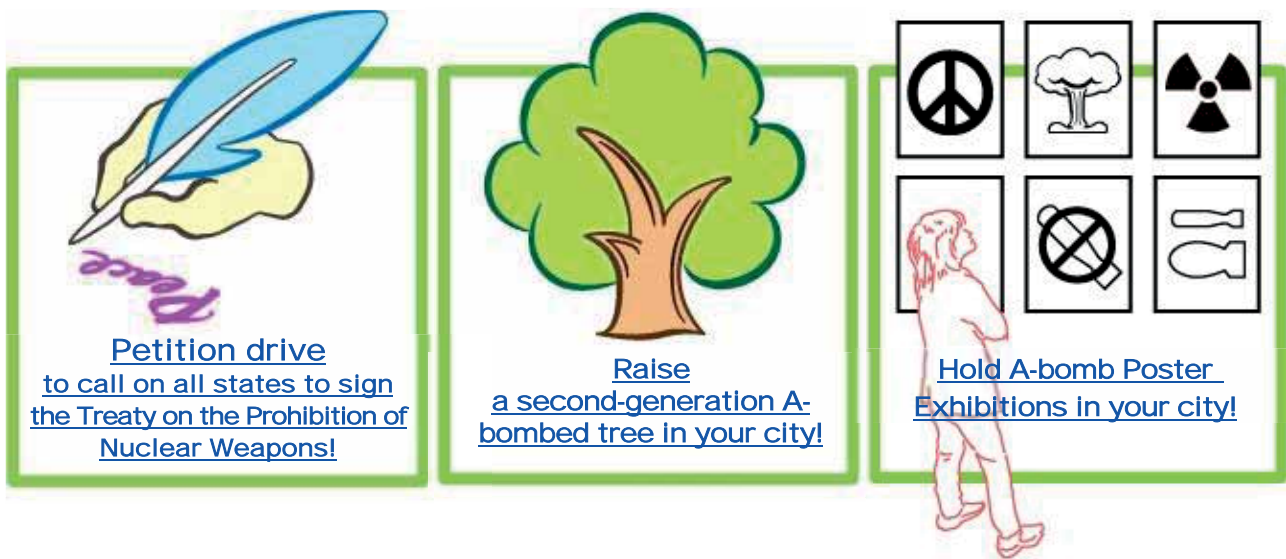 Peace
Petition drive
to call on all states to sign
the Treaty on the Prohibition of
Nuclear Weapons!
Raise
a second-generation A-
bombed tree in your city!
Hold A-bomb Poster
Exhibitions in your city!